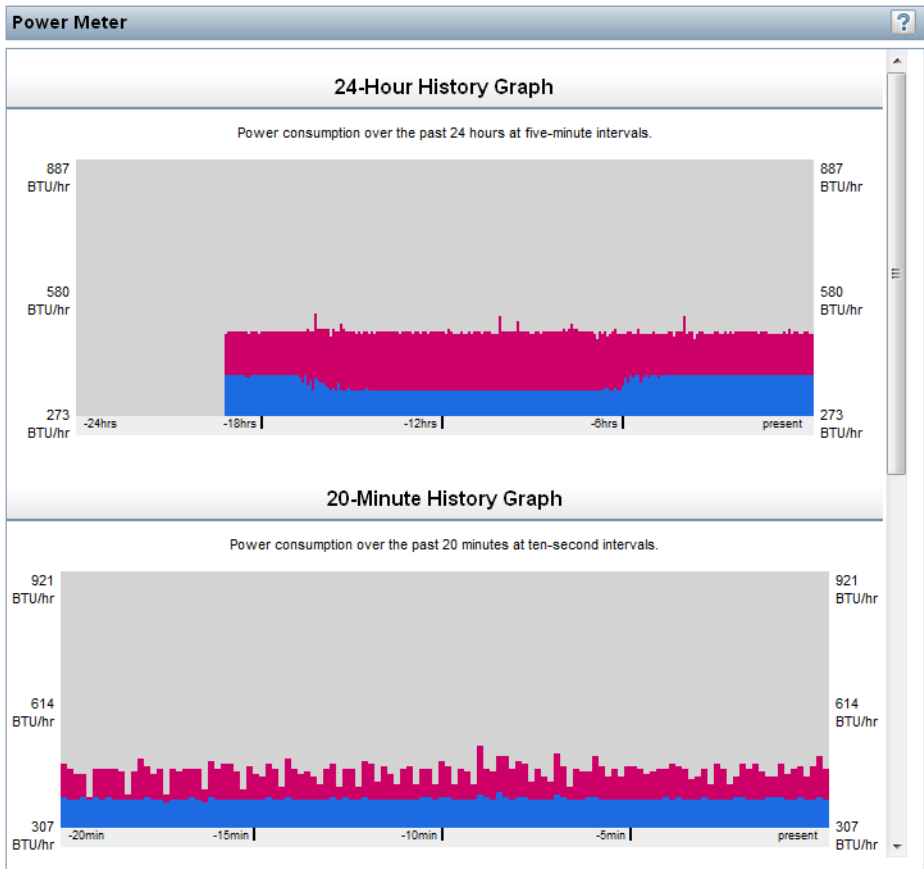 Power Meter
?
24-Hour History Graph
Power consumption over the past 24 hours at five-minute intervals.
887
BTU/hr
887
BTU/hr
580
BTU/hr
580
BTU/hr
273
BTU/hr
273
BTU/hr
-24hrs -18hrs -12hrs -6hrs present
20-Minute History Graph
Power consumption over the past 20 minutes at ten-second intervals.
921
BTU/hr
921
BTU/hr
614
BTU/hr
614
BTU/hr
307
BTU/hr
307
BTU/hr
-20min -15min -10min -5min present